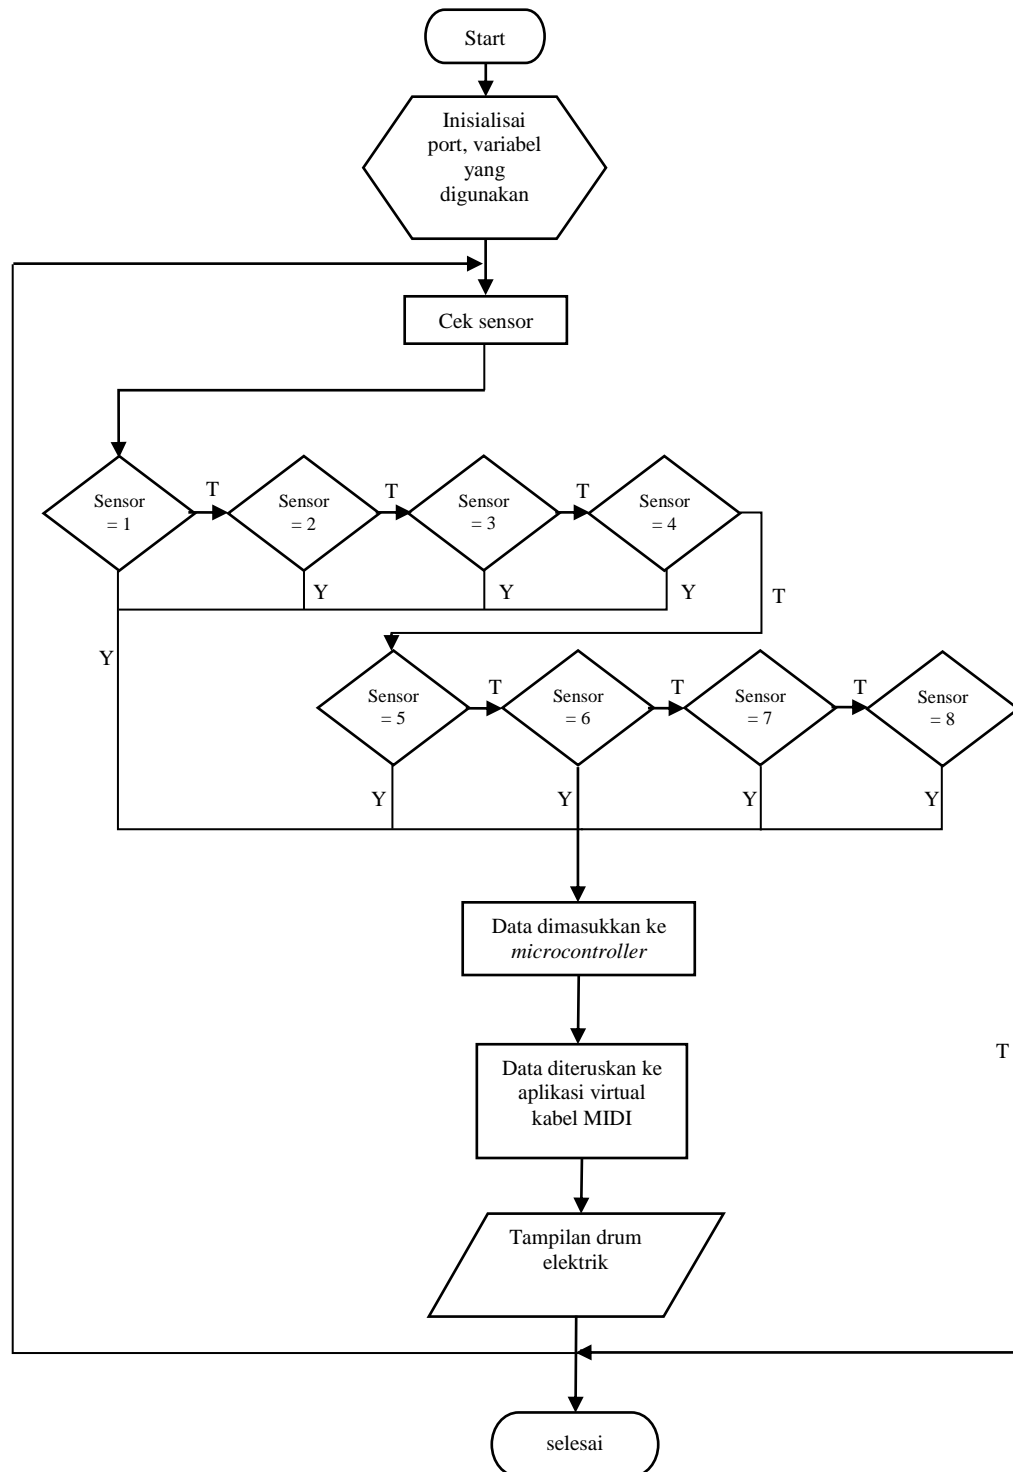 Start
Inisialisai
port, variabel
yang
digunakan
Cek sensor
Sensor
= 1
T
Sensor
= 2
T
Sensor
= 3
T
Sensor
= 4
Y
Y
Y
T
Y
Sensor
= 5
T
Sensor
= 6
T
Sensor
= 7
T
Sensor
= 8
Y
Y
Y
Y
Data dimasukkan ke
microcontroller
T
Data diteruskan ke
aplikasi virtual
kabel MIDI
Tampilan drum
elektrik
selesai